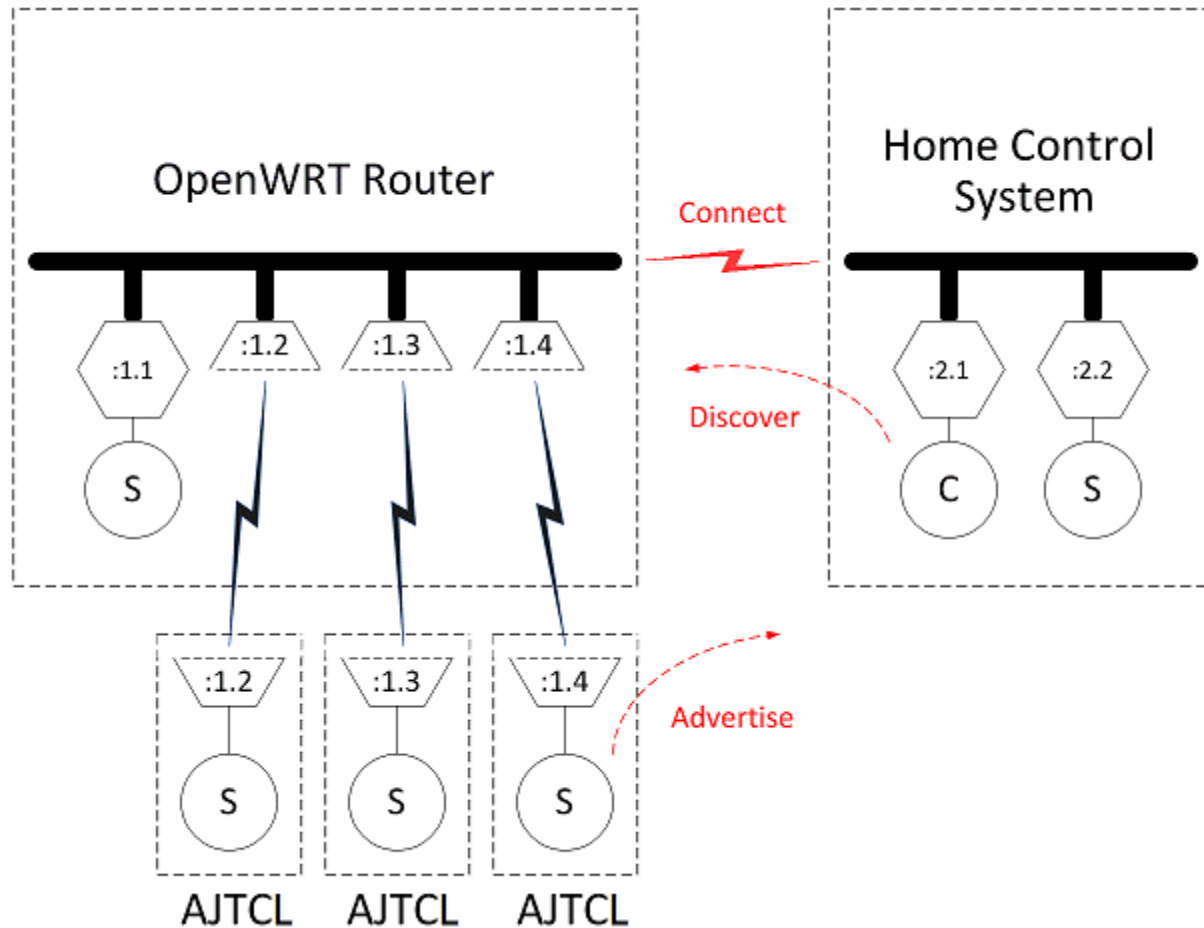 OpenWRT Router
Home Control
System
Connect
:1.1
:1.2
:1.3
:1.4
:2.1
:2.2
Discover
S
C
S
:1.2
:1.3
:1.4
Advertise
S
S
S
AJTCL
AJTCL
AJTCL